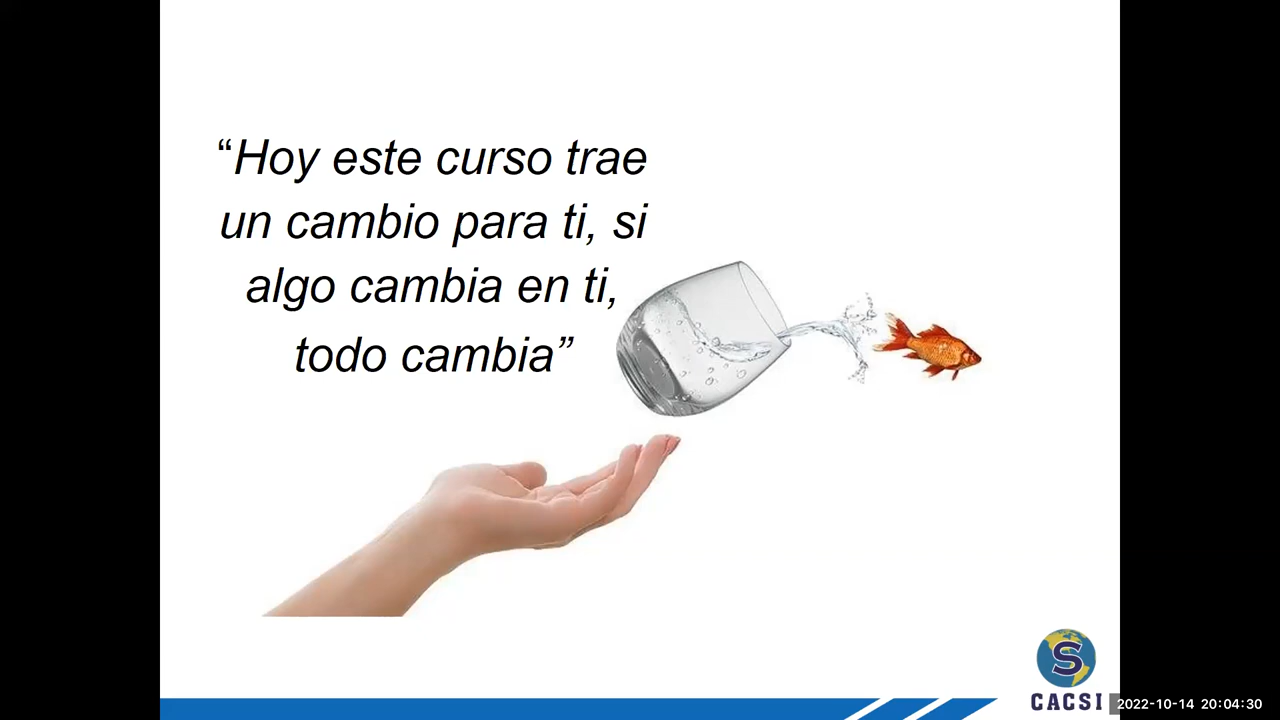 “Hoy este curso trae
un cambio para ti, si
algo cambia en ti,
todo cambia”
S
CACSI
2022-10-14 20:04:30